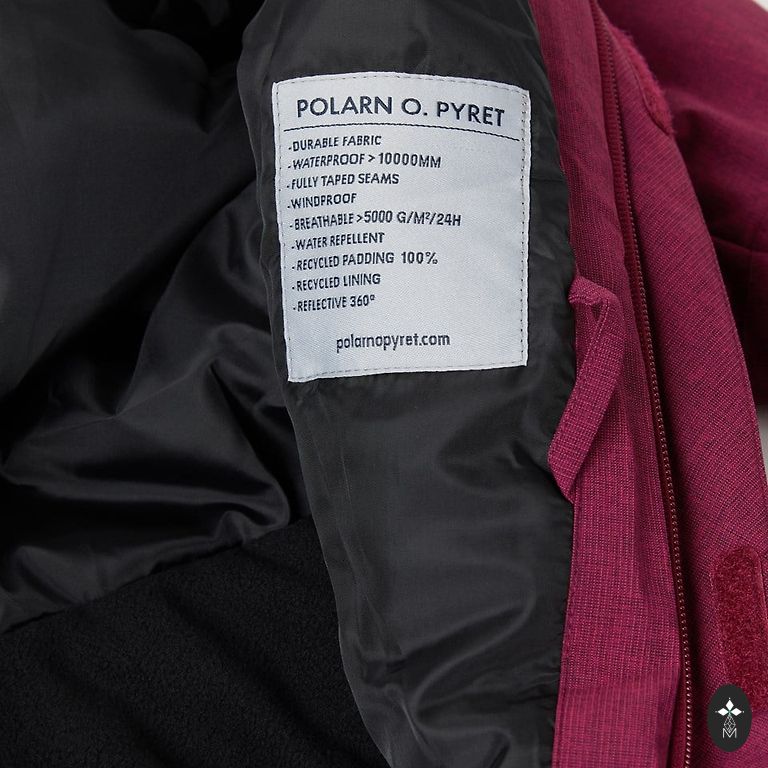 POLARN O. PYRET
-DURABLE FABRIC
-WATERPROOF > 10000MM
-FULLY TAPED SEAMS
-WINDPROOF
-BREATHABLE >5000 G/M²/24H
-WATER REPELLENT
-RECYCLED PADDING 100%
-RECYCLED LINING
-REFLECTIVE 360°
polarnopyret.com
M